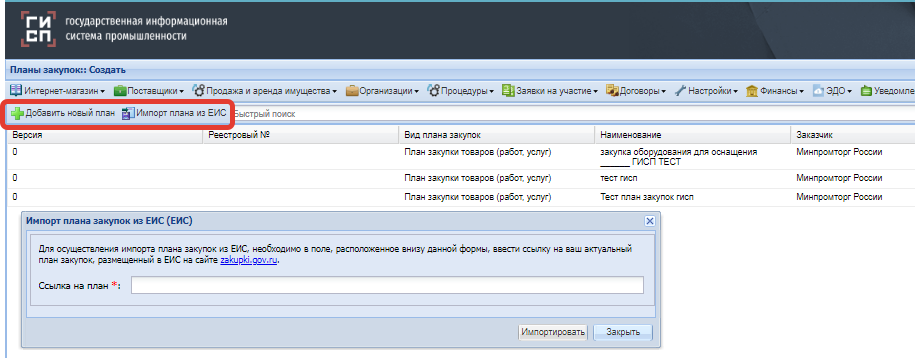 ГИСП
государственная информационная
система промышленности
Планы закупок:: Создать
Интернет-магазин Поставщики Продажа и аренда имущества Организации Процедуры Заявки на участие Договоры Настройки Финансы ЭДО Уведомле
Добавить новый план Импорт плана из ЕИС Быстрый поиск
Версия Реестровый № Вид плана закупок Наименование Заказчик
0 План закупки товаров (работ, услуг) закупка оборудования для оснащения Минпромторг России
______ ГИСП ТЕСТ
0 План закупки товаров (работ, услуг) тест гисп Минпромторг России
0 План закупки товаров (работ, услуг) Тест план закупок гисп Минпромторг России
Импорт плана закупок из ЕИС (ЕИС)
Для осуществления импорта плана закупок из ЕИС, необходимо в поле, расположенное внизу данной формы, ввести ссылку на ваш актуальный
план закупок, размещенный в ЕИС на сайте zakupki.gov.ru.
Ссылка на план *:
Импортировать Закрыть